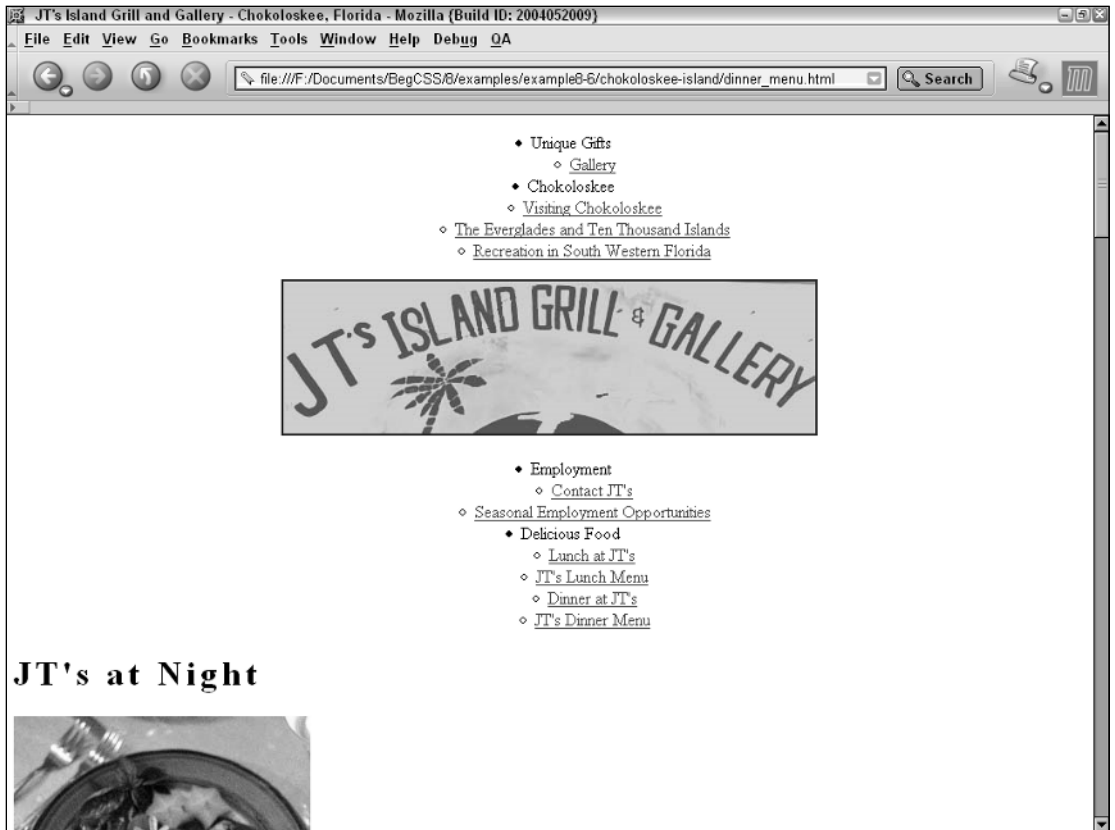 JT's Island Grill and Gallery - Chokoloskee, Florida - Mozilla {Build ID: 2004052009}
File Edit View Go Bookmarks Tools Window Help Debug QA
file:///F:/Documents/BegCSS/8/examples/example8-6/chokoloskee-island/dinner_menu.html Search
Unique Gifts
Gallery
Chokoloskee
Visiting Chokoloskee
The Everglades and Ten Thousand Islands
Recreation in South Western Florida
JT's ISLAND GRILL & GALLERY
Employment
Contact JT's
Seasonal Employment Opportunities
Delicious Food
Lunch at JT's
JT's Lunch Menu
Dinner at JT's
JT's Dinner Menu
JT's at Night